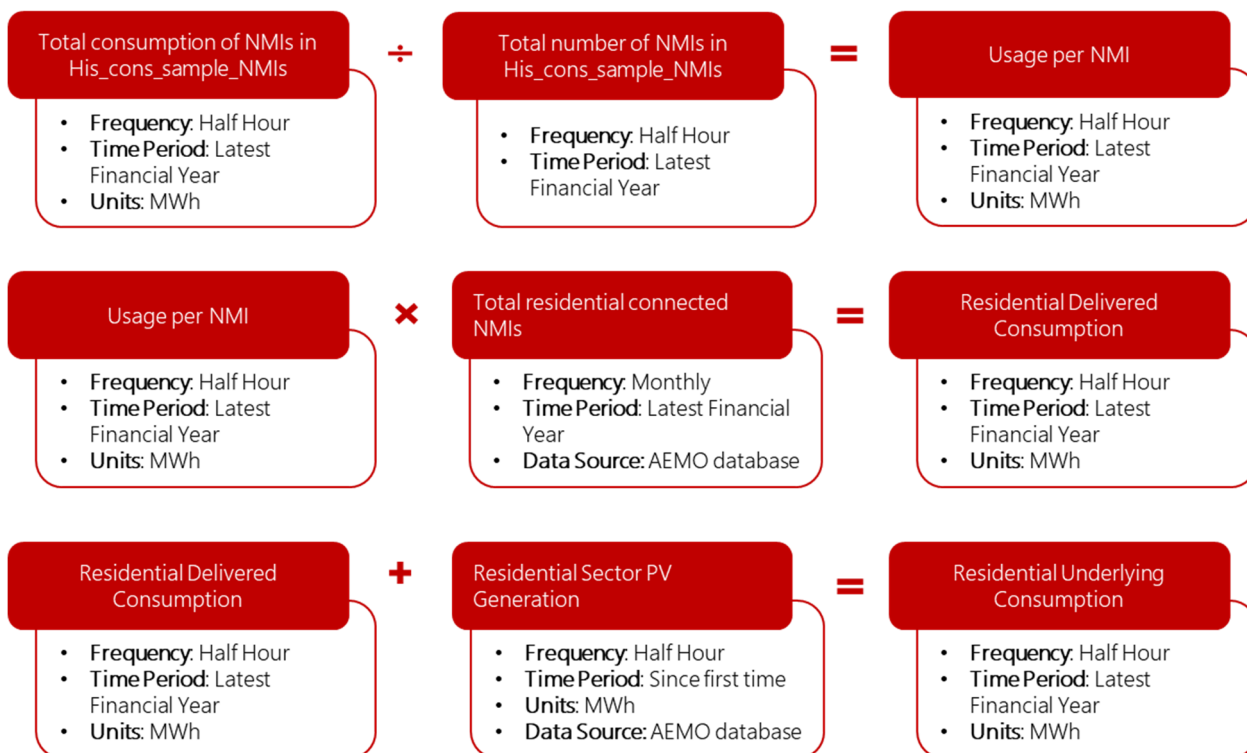 Total consumption of NMIs in
His_cons_sample_NMIs
÷
Total number of NMIs in
His_cons_sample_NMIs
=
Usage per NMI
• Frequency: Half Hour
• Time Period: Latest
Financial Year
• Units: MWh
• Frequency: Half Hour
• Time Period: Latest
Financial Year
• Frequency: Half Hour
• Time Period: Latest
Financial Year
• Units: MWh
Usage per NMI
×
Total residential connected
NMIs
=
Residential Delivered
Consumption
• Frequency: Half Hour
• Time Period: Latest
Financial Year
• Units: MWh
• Frequency: Monthly
• Time Period: Latest Financial
Year
• Data Source: AEMO database
• Frequency: Half Hour
• Time Period: Latest
Financial Year
• Units: MWh
Residential Delivered
Consumption
+
Residential Sector PV
Generation
=
Residential Underlying
Consumption
• Frequency: Half Hour
• Time Period: Latest
Financial Year
• Units: MWh
• Frequency: Half Hour
• Time Period: Since first time
• Units: MWh
• Data Source: AEMO database
• Frequency: Half Hour
• Time Period: Latest
Financial Year
• Units: MWh